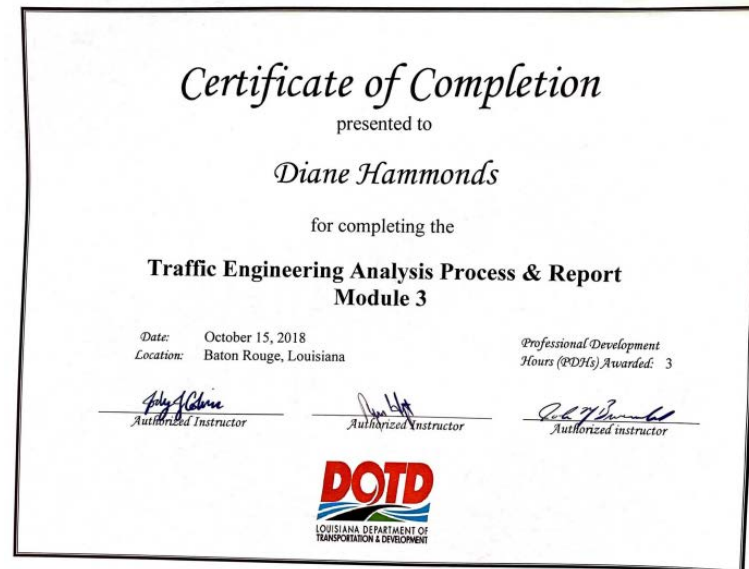 Certificate of Completion
presented to
Diane Hammonds
for completing the
Traffic Engineering Analysis Process & Report
Module 3
Date: October 15, 2018
Location: Baton Rouge, Louisiana
Professional Development
Hours (PDHs) Awarded: 3
Authorized Instructor
Authorized Instructor
Authorized instructor
DOTD
LOUISIANA DEPARTMENT OF
TRANSPORTATION & DEVELOPMENT